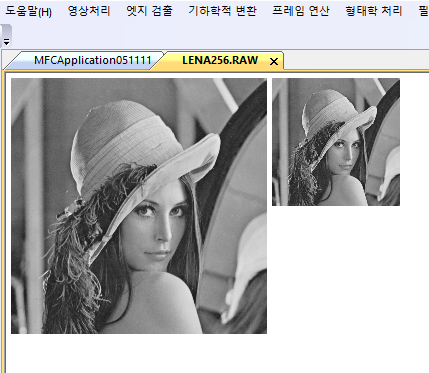 도움말(H) 영상처리 엣지 검출 기하학적 변환 프레임 연산 형태학 처리
MFCApplication051111 LENA256.RAW